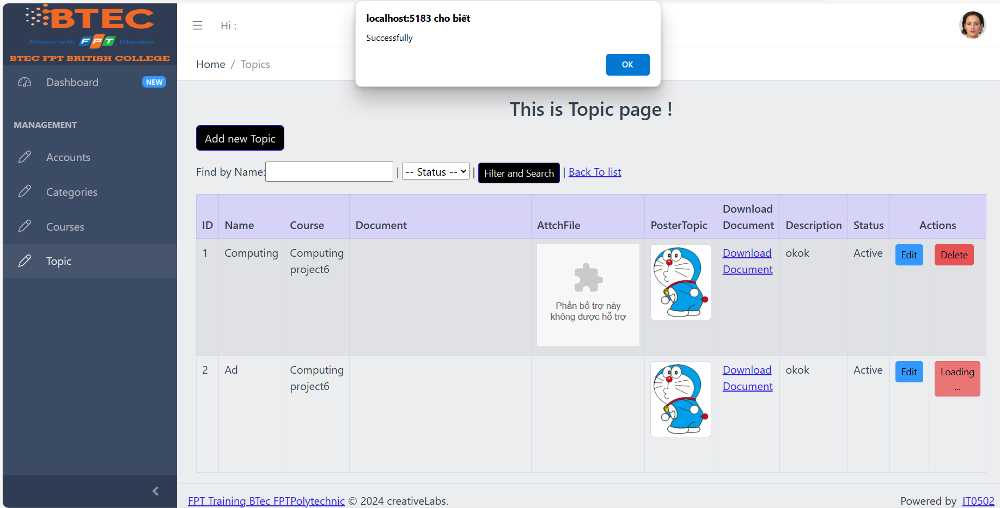 BTEC
Alliance with FPT Education
BTEC FPT BRITISH COLLEGE
Dashboard NEW
MANAGEMENT
Accounts
Categories
Courses
Topic
Hi :
localhost:5183 cho biết
Successfully
OK
Home / Topics
This is Topic page !
Add new Topic
Find by Name: | -- Status -- | Filter and Search | Back To list
ID Name Course Document AttchFile PosterTopic Download Document Description Status Actions
1 Computing Computing project6 Download Document okok Active Edit Delete
Phần bổ trợ này
không được hỗ trợ
2 Ad Computing project6 Download Document okok Active Edit Loading ...
FPT Training BTec FPTPolytechnic © 2024 creativeLabs.
Powered by IT0502